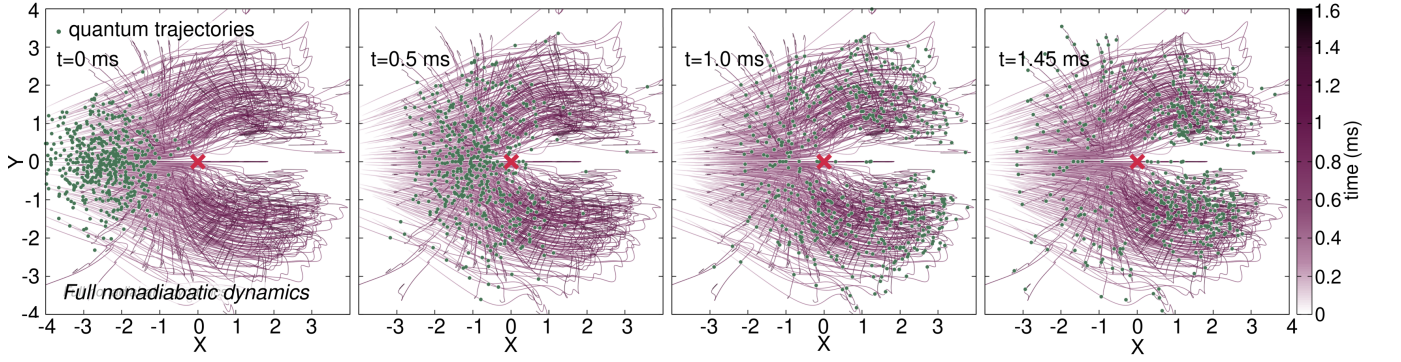 quantum trajectories
t=0 ms
t=0.5 ms
t=1.0 ms
t=1.45 ms
Full nonadiabatic dynamics
Y
4
3
2
1
0
-1
-2
-3
-4
-4 -3 -2 -1 0 1 2 3
X
-3 -2 -1 0 1 2 3
X
-3 -2 -1 0 1 2 3
X
-3 -2 -1 0 1 2 3 4
X
1.6
1.4
1.2
1
0.8
0.6
0.4
0.2
0
time (ms)